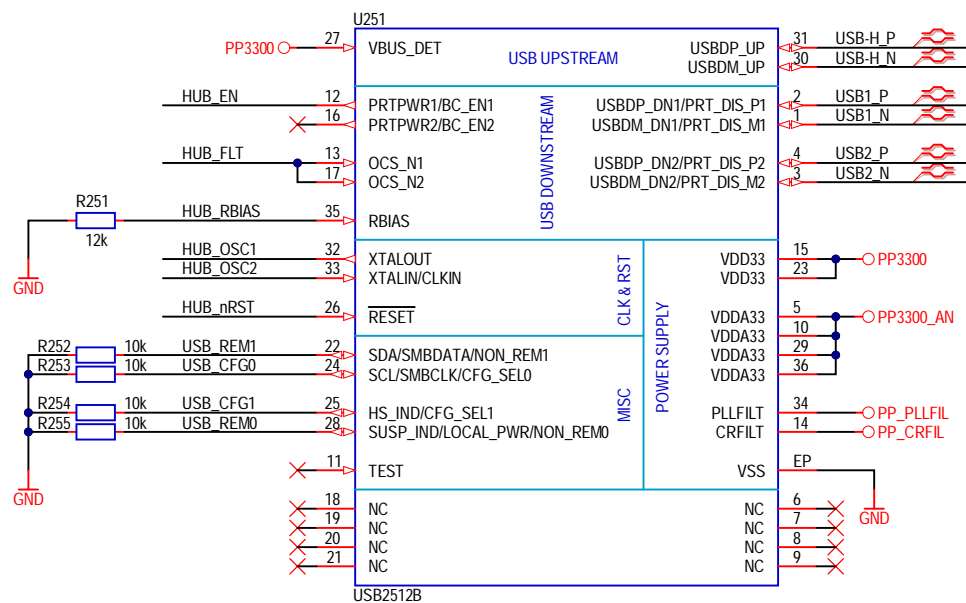 U251
PP3300 27 VBUS_DET USB UPSTREAM USBDP_UP 31 USB-H_P
USBDM_UP 30 USB-H_N
HUB_EN 12 PRTPWR1/BC_EN1 USBDP_DN1/PRT_DIS_P1 2 USB1_P
16 PRTPWR2/BC_EN2 USBDM_DN1/PRT_DIS_M1 1 USB1_N
HUB_FLT 13 OCS_N1 USB DOWNSTREAM USBDP_DN2/PRT_DIS_P2 4 USB2_P
17 OCS_N2 USBDM_DN2/PRT_DIS_M2 3 USB2_N
R251 HUB_RBIAS 35 RBIAS
12k
GND
HUB_OSC1 32 XTALOUT CLK & RST VDD33 15 PP3300
HUB_OSC2 33 XTALIN/CLKIN VDD33 23
HUB_nRST 26 RESET POWER SUPPLY VDDA33 5 PP3300_AN
VDDA33 10
R252 10k USB_REM1 22 SDA/SMBDATA/NON_REM1 VDDA33 29
R253 10k USB_CFG0 24 SCL/SMBCLK/CFG_SEL0 VDDA33 36
R254 10k USB_CFG1 25 HS_IND/CFG_SEL1 MISC PLLFILT 34 PP_PLLFIL
R255 10k USB_REM0 28 SUSP_IND/LOCAL_PWR/NON_REM0 CRFILT 14 PP_CRFIL
11 TEST VSS EP
GND GND
18 NC NC 6
19 NC NC 7
20 NC NC 8
21 NC NC 9
USB2512B